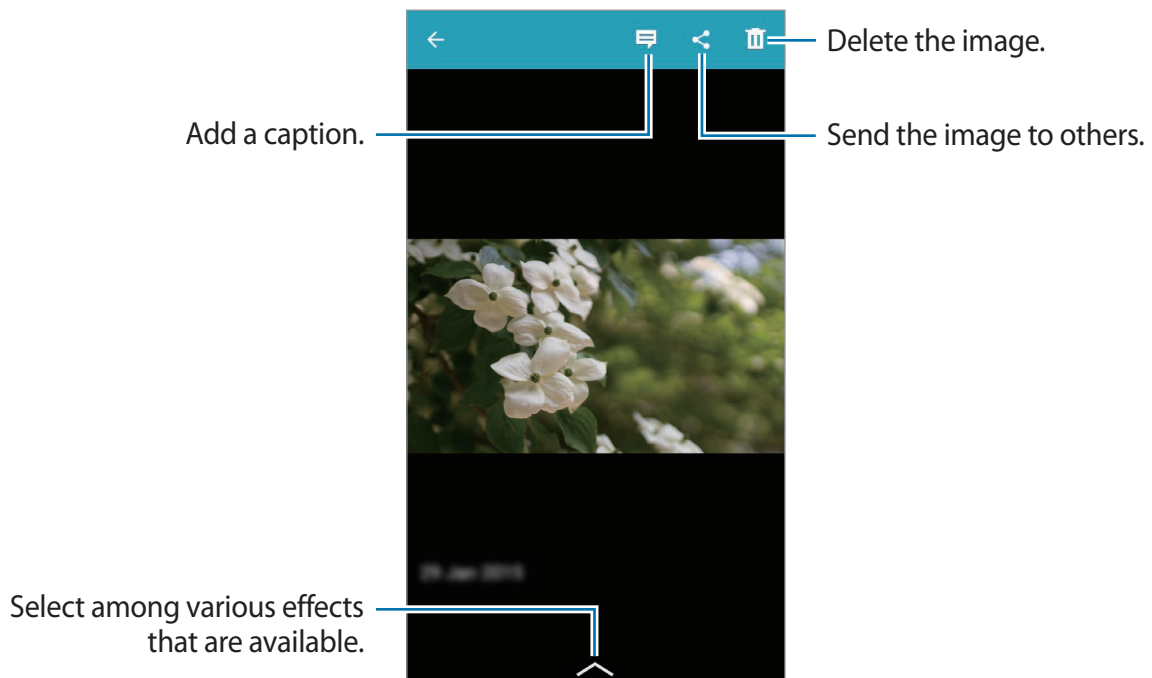 Delete the image.
Add a caption.
Send the image to others.
Select among various effects
that are available.